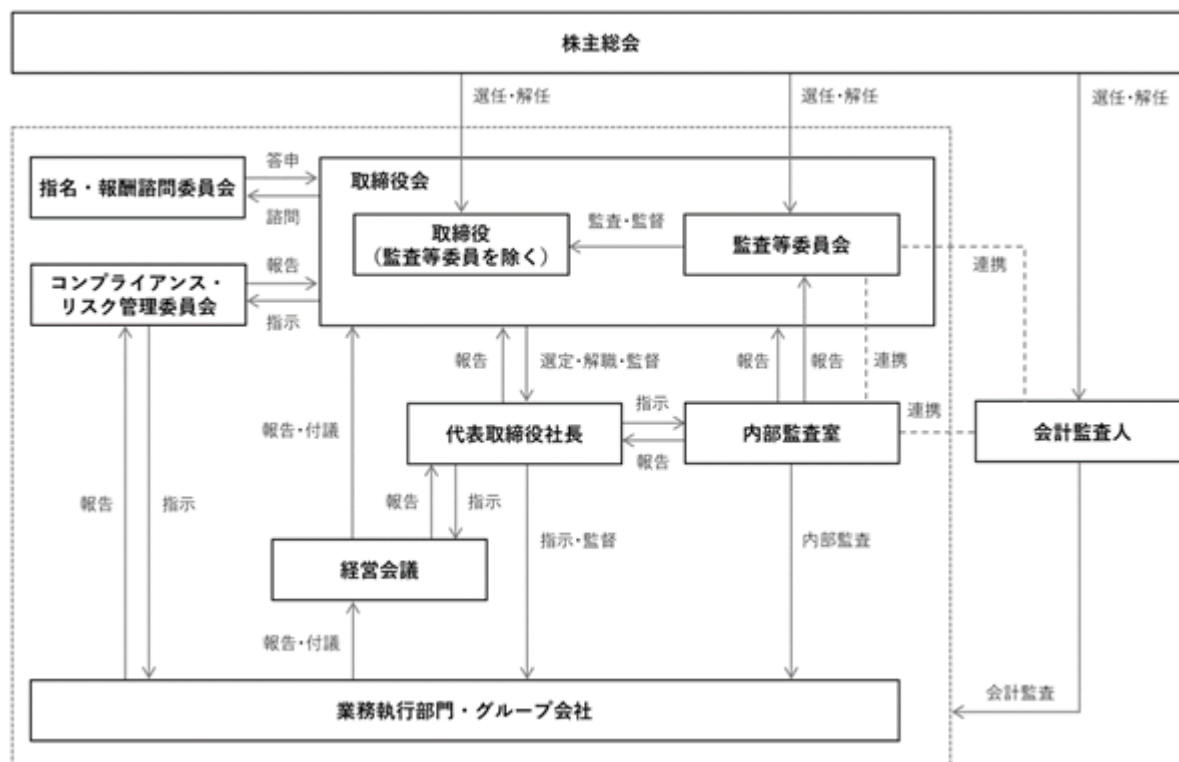 株主総会
選任・解任
選任・解任
選任・解任
指名・報酬諮問委員会
答申
諮問
取締役会
取締役
（監査等委員を除く）
監査・監督
監査等委員会
連携
コンプライアンス・
リスク管理委員会
報告
指示
報告
選定・解職・監督
報告
報告
連携
報告・付議
代表取締役社長
指示
報告
内部監査室
連携
会計監査人
報告
指示
報告
指示
指示・監督
内部監査
経営会議
報告・付議
会計監査
業務執行部門・グループ会社